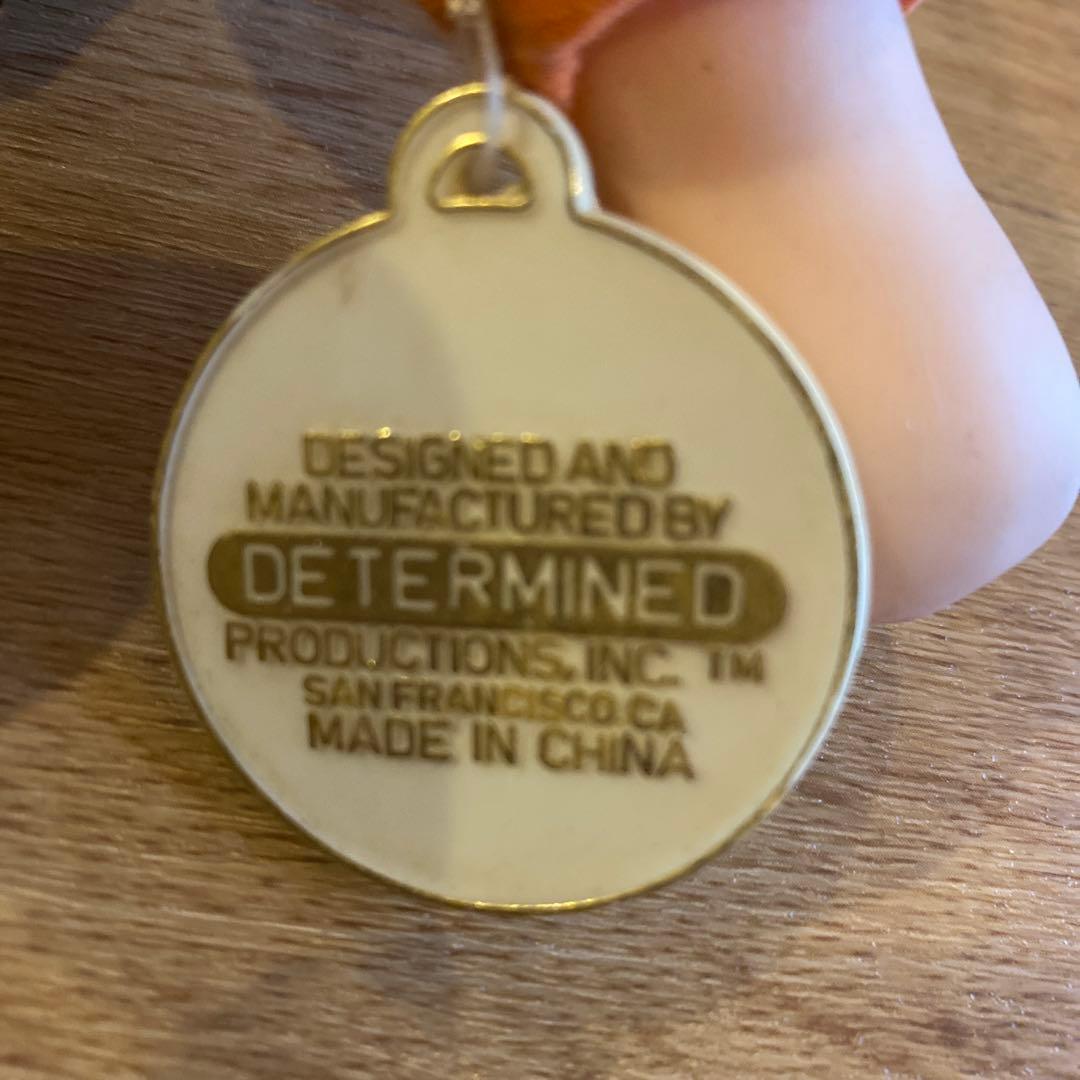 DESIGNED AND
MANUFACTURED BY
DETERMINED
PRODUCTIONS, INC. TM
SAN FRANCISCO, CA
MADE IN CHINA